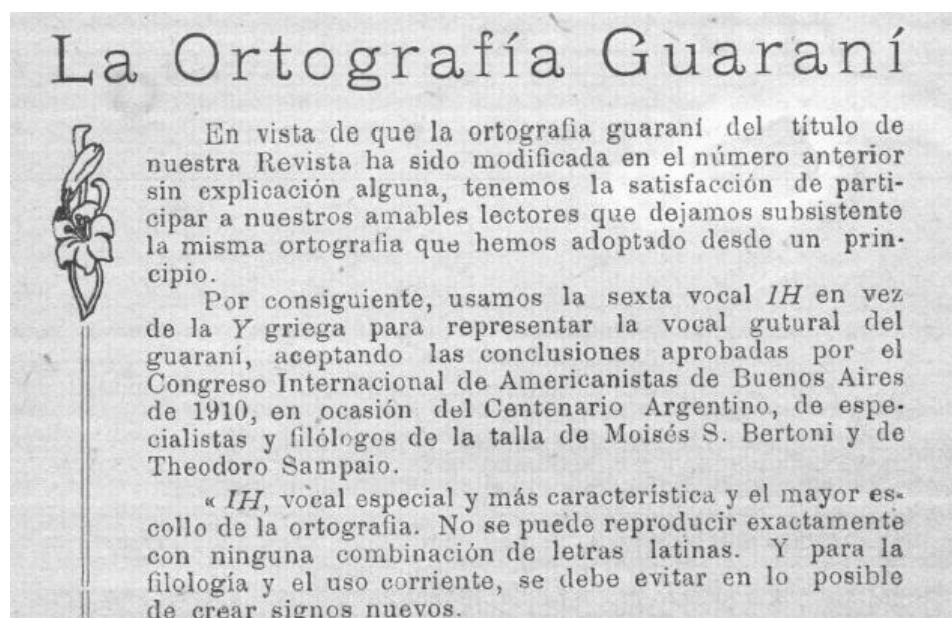 La Ortografía Guaraní
En vista de que la ortografia guaraní del título de
nuestra Revista ha sido modificada en el número anterior
sin explicación alguna, tenemos la satisfacción de parti-
cipar a nuestros amables lectores que dejamos subsistente
la misma ortografia que hemos adoptado desde un prin-
cipio.
Por consiguiente, usamos la sexta vocal IH en vez
de la Y griega para representar la vocal gutural del
guaraní, aceptando las conclusiones aprobadas por el
Congreso Internacional de Americanistas de Buenos Aires
de 1910, en ocasión del Centenario Argentino, de espe-
cialistas y filólogos de la talla de Moisés S. Bertoni y de
Theodoro Sampaio.
« IH, vocal especial y más característica y el mayor es-
collo de la ortografia. No se puede reproducir exactamente
con ninguna combinación de letras latinas. Y para la
filología y el uso corriente, se debe evitar en lo posible
de crear signos nuevos.